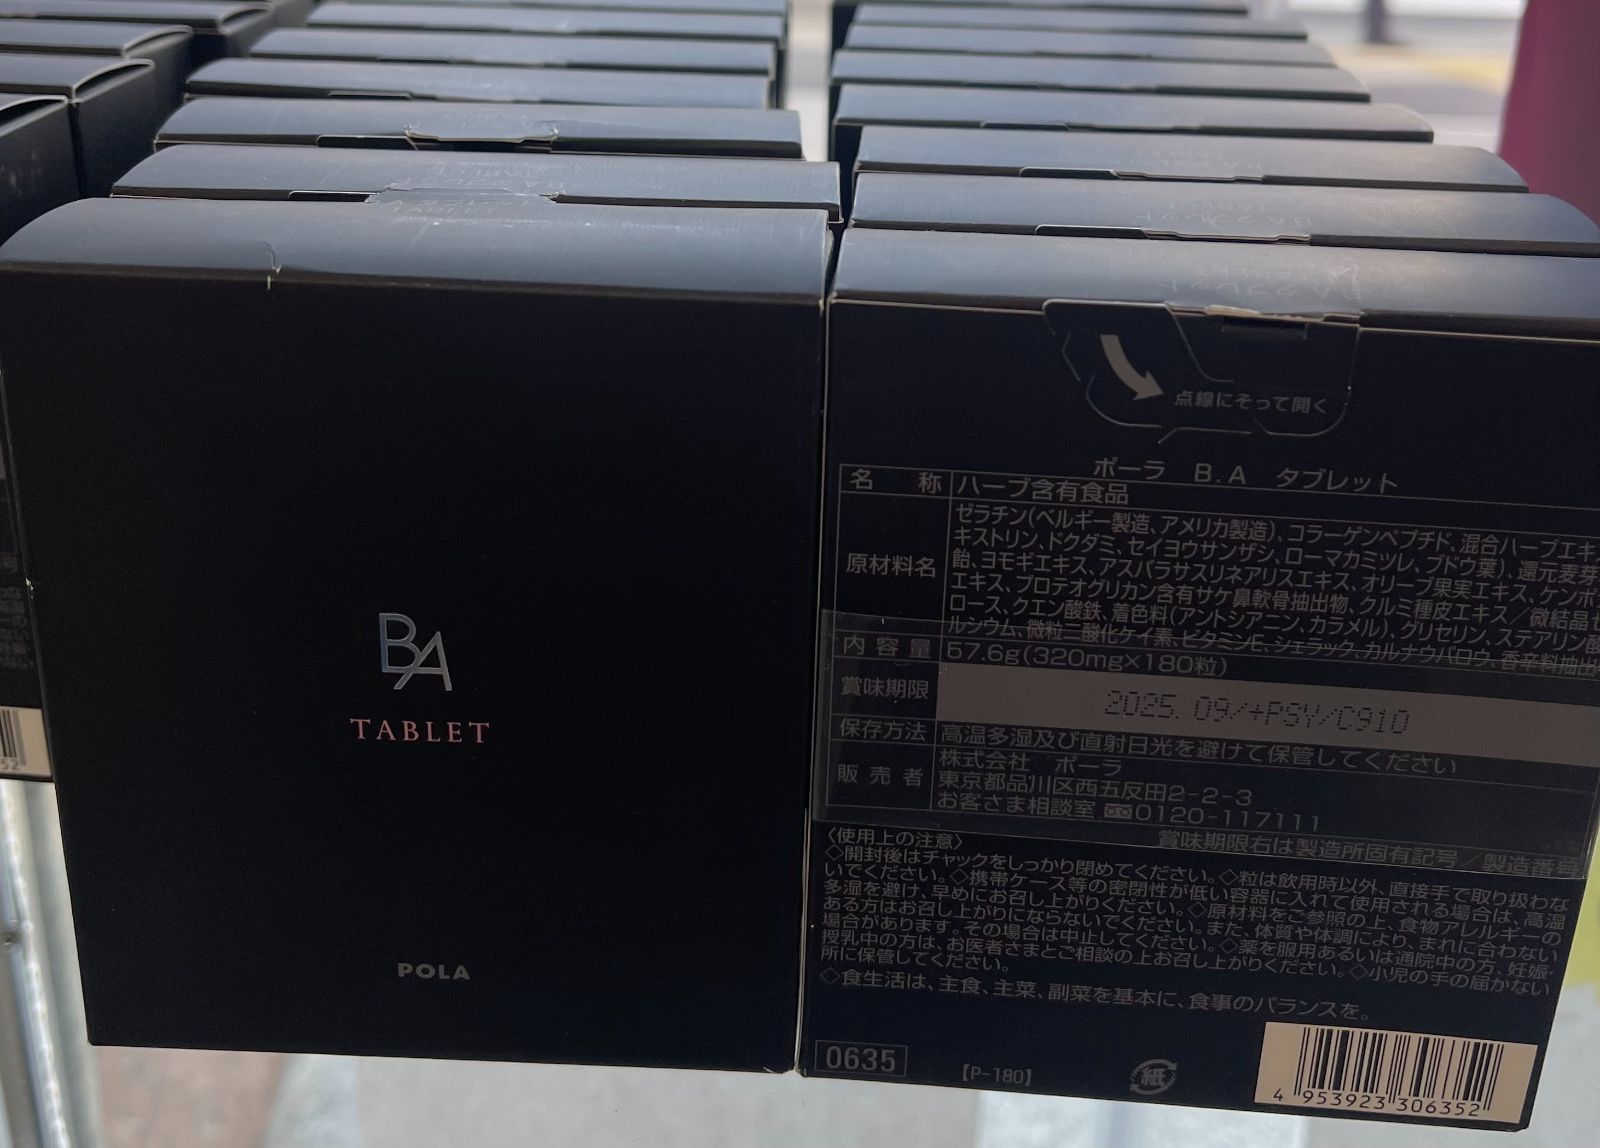 BA
TABLET
POLA
点線にそって開く
ポーラ B.A タブレット
名 称 ハーブ含有食品
原材料名
ゼラチン(ベルギー製造、アメリカ製造)、コラーゲンペプチド、混合ハーブエキ
キストリン、ドクダミ、セイヨウサンザシ、ローマカミツレ、ブドウ葉)、還元麦芽
飴、ヨモギエキス、アスパラサスリネアリスエキス、オリーブ果実エキス、ケンポ
エキス、プロテオグリカン含有サケ鼻軟骨抽出物、クルミ種皮エキス/微結晶セ
ロース、クエン酸鉄、着色料(アントシアニン、カラメル)、グリセリン、ステアリン酸
ルシウム、微粒二酸化ケイ素、ビタミンE、シェラック、カルナウバロウ、香辛料抽出
内容量 57.6g(320mg×180粒)
賞味期限 2025. 09/+PSY/C910
保存方法 高温多湿及び直射日光を避けて保管してください
販売者 株式会社 ポーラ
東京都品川区西五反田2-2-3
お客さま相談室 0120-117111
賞味期限右は製造所固有記号/製造番号
〈使用上の注意〉
◇開封後はチャックをしっかり閉めてください。◇粒は飲用時以外、直接手で取り扱わな
いでください。◇携帯ケース等の密閉性が低い容器に入れて使用される場合は、高温
多湿を避け、早めにお召し上がりください。◇原材料をご参照の上、食物アレルギーの
ある方はお召し上がりにならないでください。また、体質や体調により、まれに合わない
場合があります。その場合は中止してください。◇薬を服用あるいは通院中の方、妊娠・
授乳中の方は、お医者さまとご相談の上お召し上がりください。◇小児の手の届かない
所に保管してください。
◇食生活は、主食、主菜、副菜を基本に、食事のバランスを。
0635
【P-180】
紙
4 953923 306352